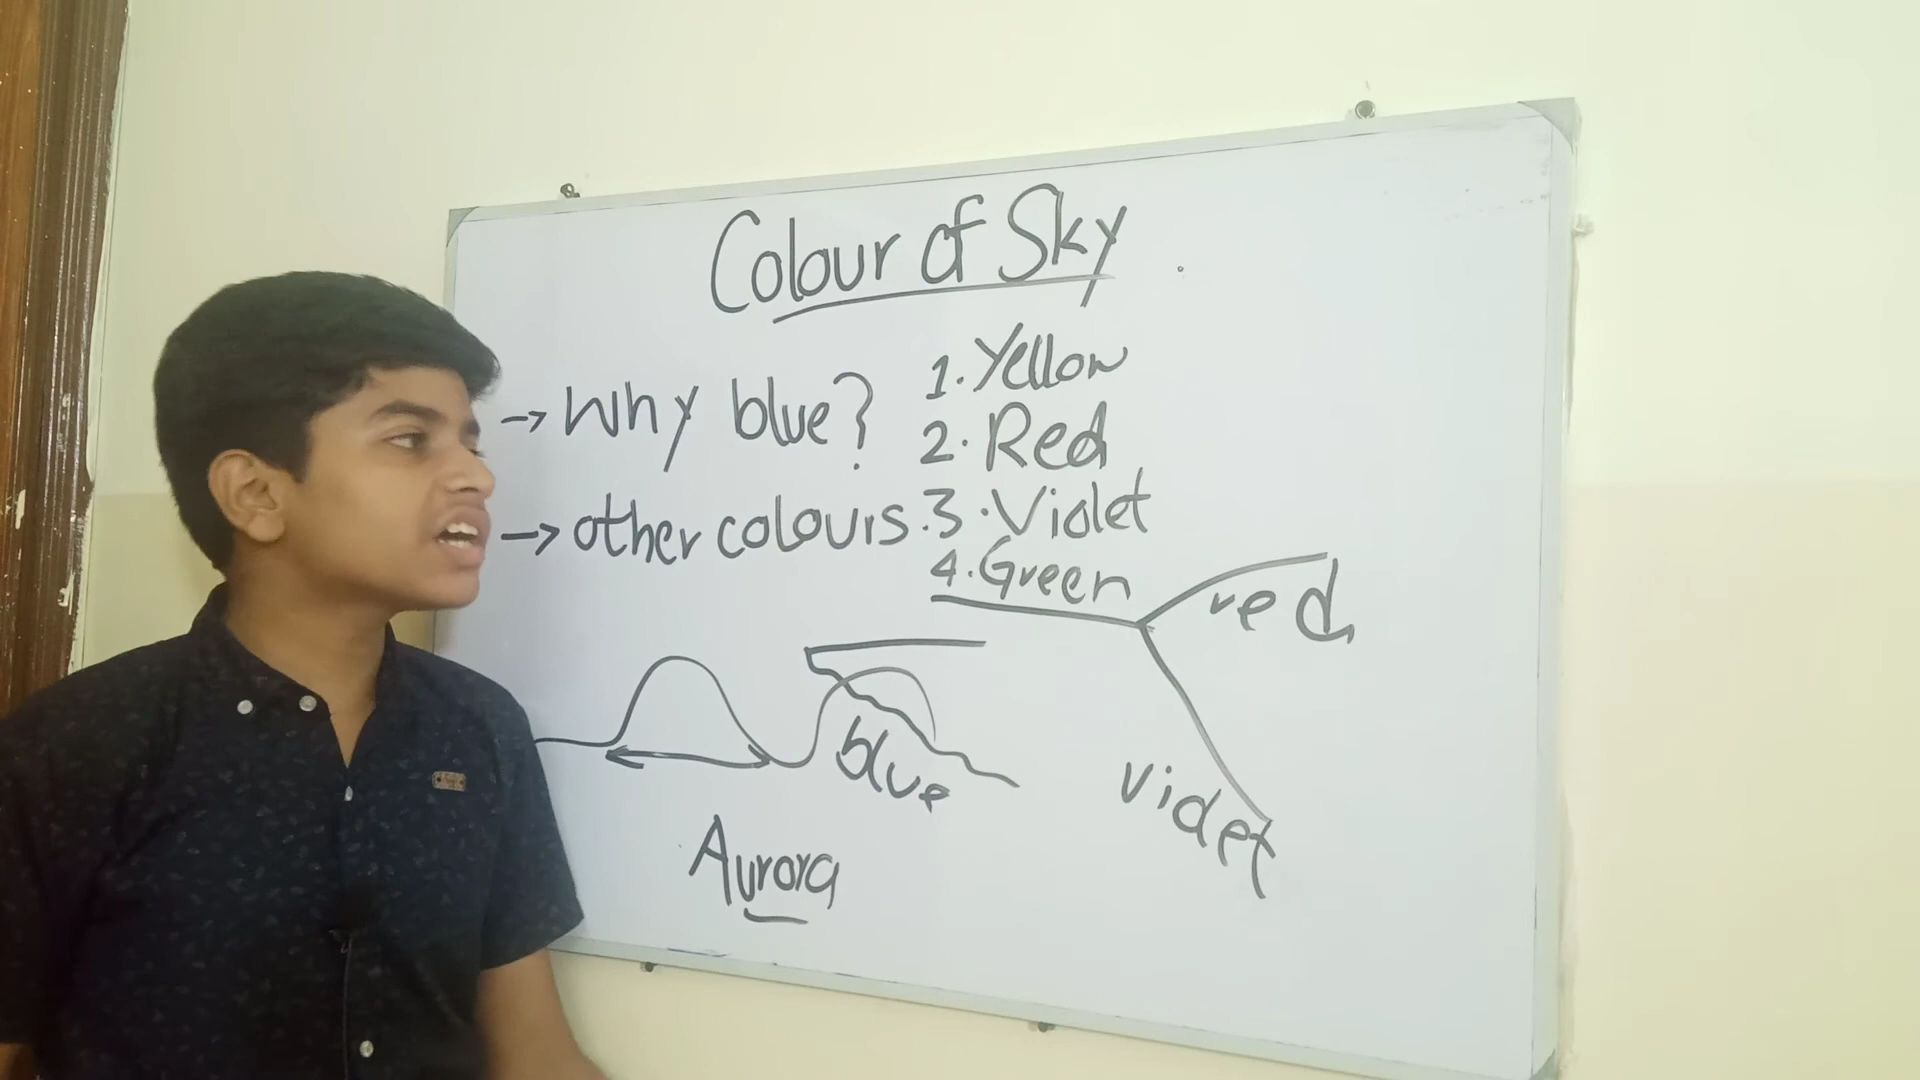 Colour of Sky
→ Why blue?
1. Yellow
2. Red
→ other colours.
3. Violet
4. Green
red
blue
violet
Aurora